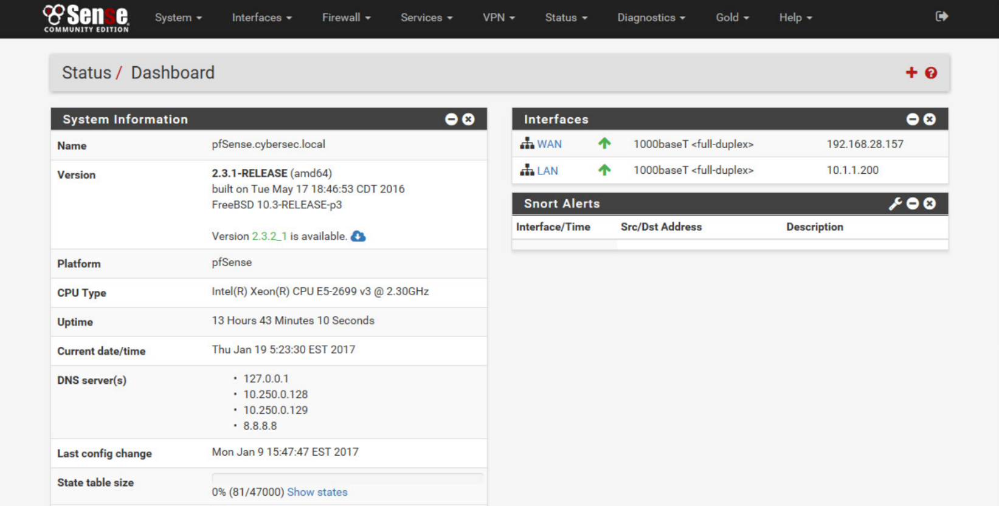 Sense
COMMUNITY EDITION
System
Interfaces
Firewall
Services
VPN
Status
Diagnostics
Gold
Help
Status / Dashboard
System Information
Name pfSense.cybersec.local
Version 2.3.1-RELEASE (amd64)
built on Tue May 17 18:46:53 CDT 2016
FreeBSD 10.3-RELEASE-p3
Version 2.3.2_1 is available.
Platform pfSense
CPU Type Intel(R) Xeon(R) CPU E5-2699 v3 @ 2.30GHz
Uptime 13 Hours 43 Minutes 10 Seconds
Current date/time Thu Jan 19 5:23:30 EST 2017
DNS server(s) • 127.0.0.1
• 10.250.0.128
• 10.250.0.129
• 8.8.8.8
Last config change Mon Jan 9 15:47:47 EST 2017
State table size
0% (81/47000) Show states
Interfaces
WAN 1000baseT <full-duplex> 192.168.28.157
LAN 1000baseT <full-duplex> 10.1.1.200
Snort Alerts
Interface/Time Src/Dst Address Description